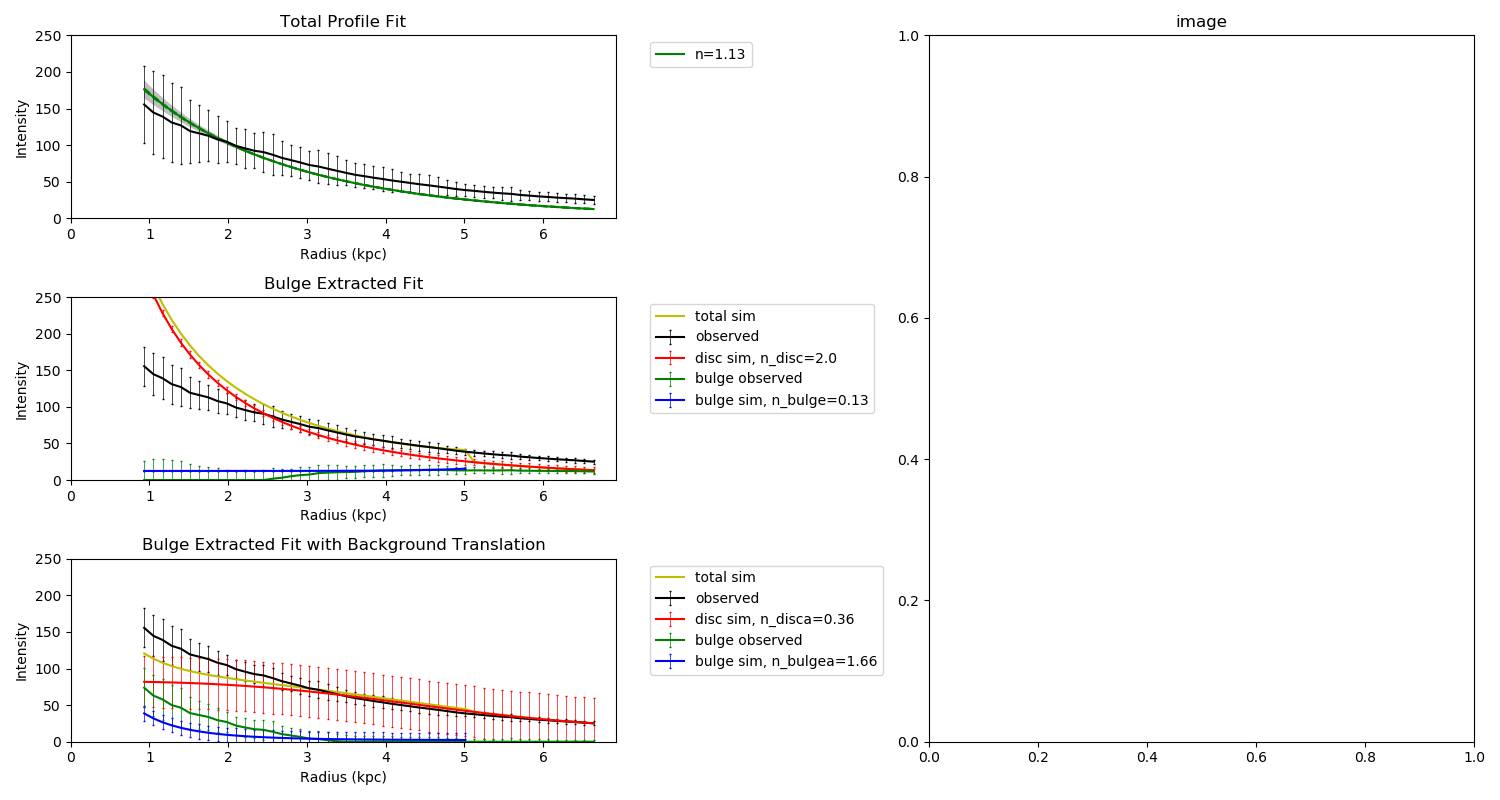 Total Profile Fit
250
200
150
100
50
0
Intensity
0 1 2 3 4 5 6
Radius (kpc)
n=1.13
Bulge Extracted Fit
250
200
150
100
50
0
Intensity
0 1 2 3 4 5 6
Radius (kpc)
total sim
observed
disc sim, n_disc=2.0
bulge observed
bulge sim, n_bulge=0.13
Bulge Extracted Fit with Background Translation
250
200
150
100
50
0
Intensity
0 1 2 3 4 5 6
Radius (kpc)
total sim
observed
disc sim, n_disca=0.36
bulge observed
bulge sim, n_bulgea=1.66
image
1.0
0.8
0.6
0.4
0.2
0.0
0.0 0.2 0.4 0.6 0.8 1.0